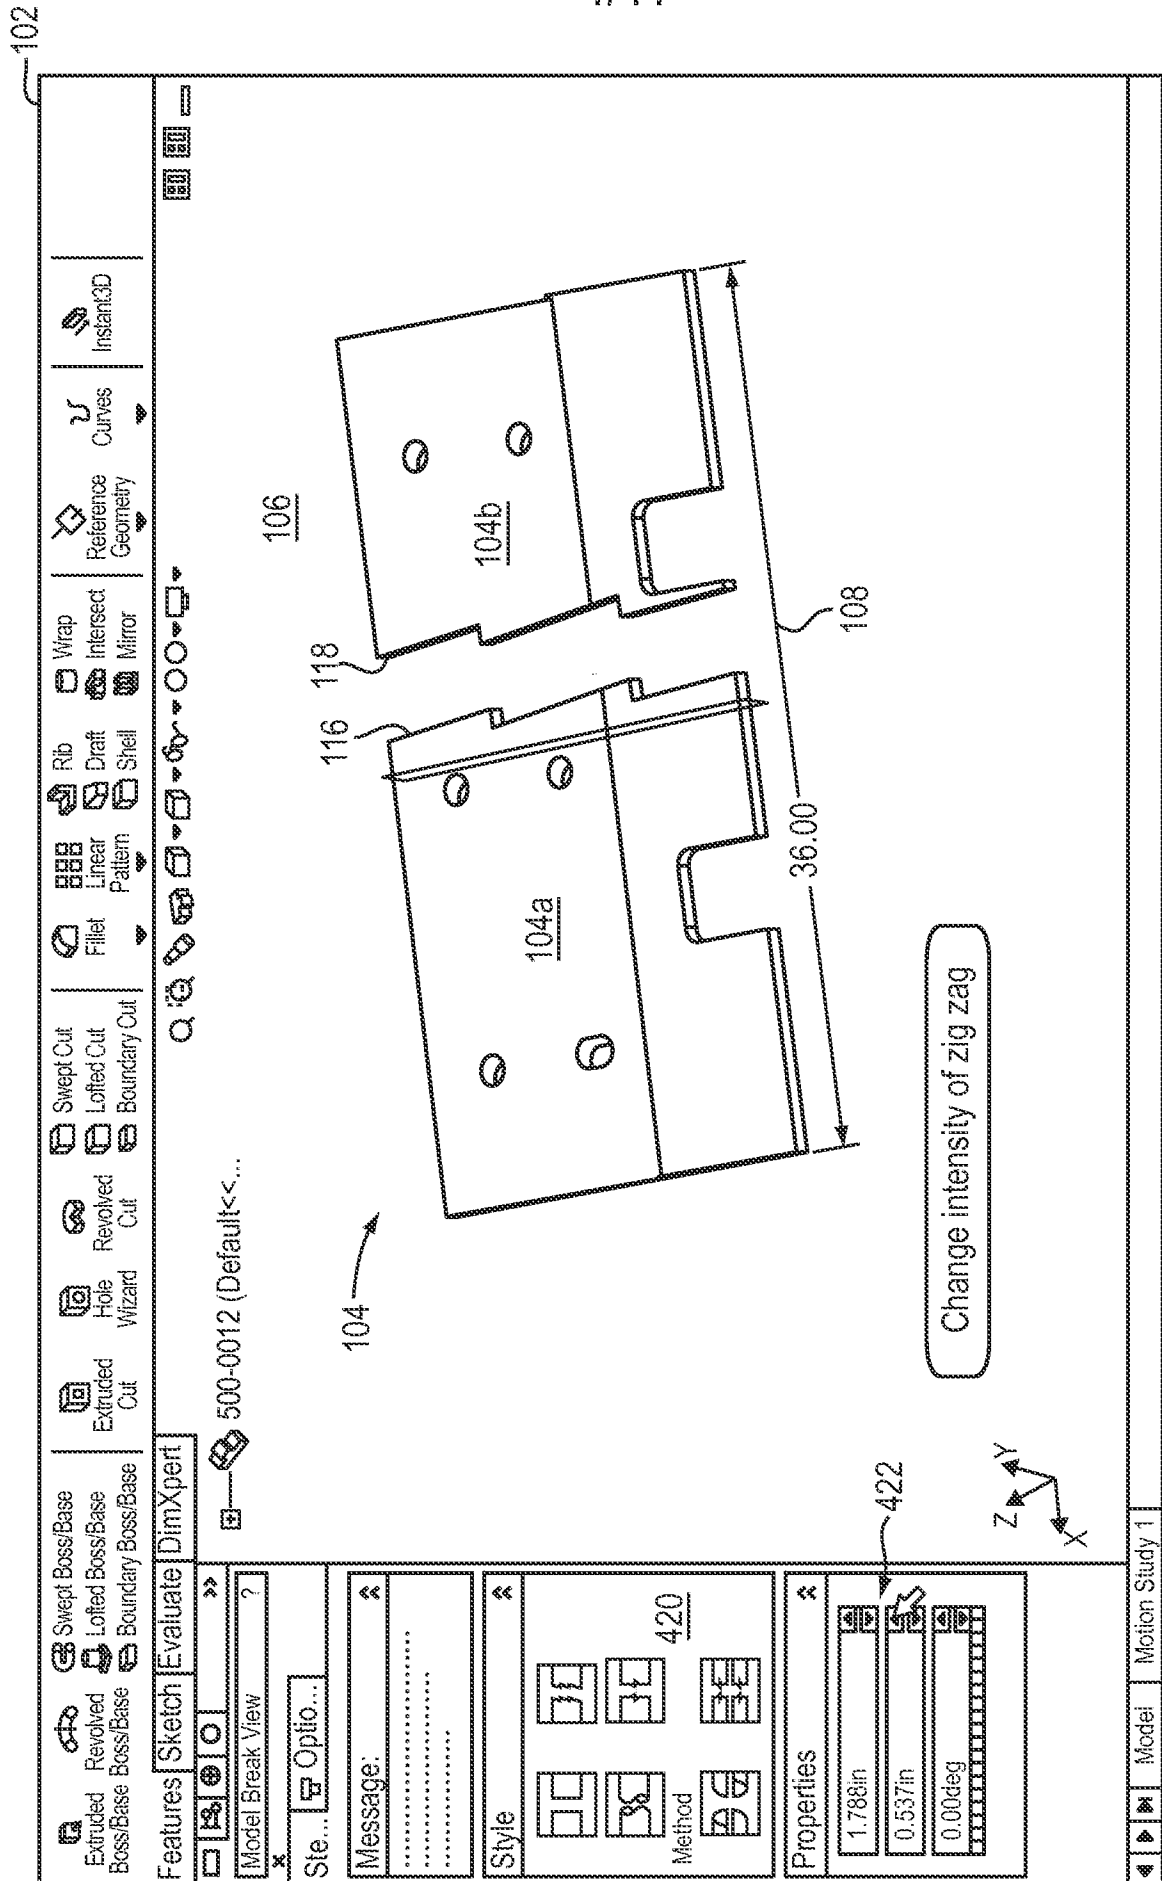 102
Extruded Boss/Base
Revolved Boss/Base
Swept Boss/Base
Lofted Boss/Base
Boundary Boss/Base
Extruded Cut
Hole Wizard
Revolved Cut
Swept Cut
Lofted Cut
Boundary Cut
Fillet
Linear Pattern
Rib
Draft
Shell
Wrap
Intersect
Mirror
Reference Geometry
Curves
Instant3D
Features Sketch Evaluate DimXpert
>>
Model Break View ?
×
Ste... Optio...
Message:
Style
420
Method
Properties
1.788in
0.537in
0.00deg
422
500-0012 (Default<<...
104
104a
104b
106
116
118
108
36.00
Change intensity of zig zag
Z
Y
X
Model Motion Study 1